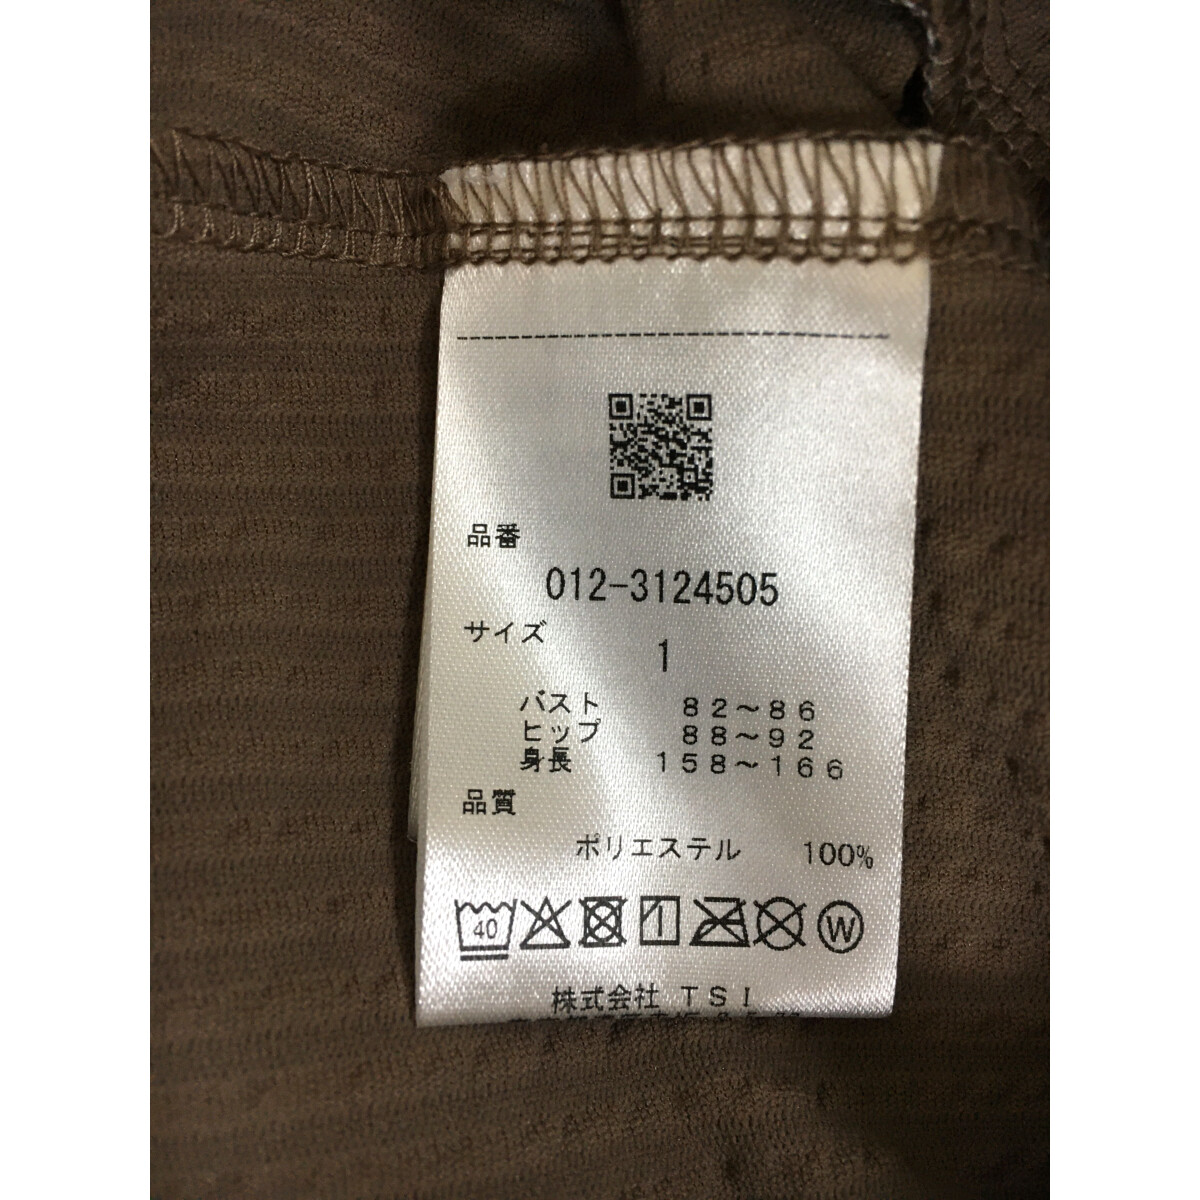 品番
012-3124505
サイズ
1
バスト 82～86
ヒップ 88～92
身長 158～166
品質
ポリエステル 100%
40 W
株式会社 TSI